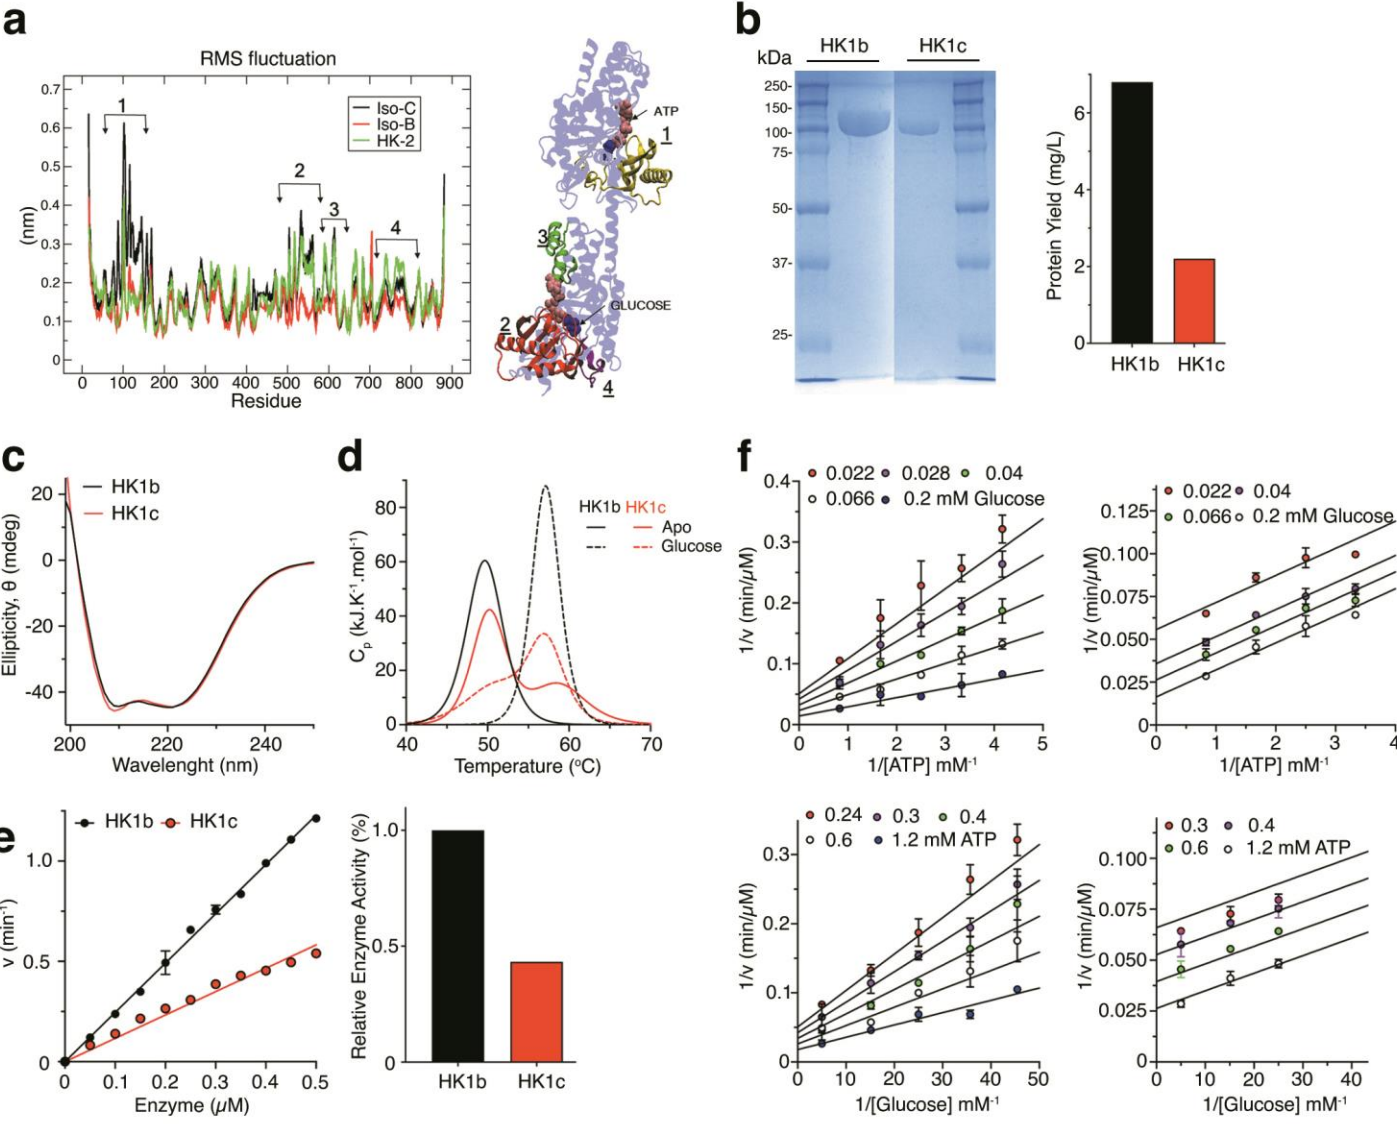 a
RMS fluctuation
0.7
0.6
0.5
0.4
0.3
0.2
0.1
0
(nm)
1
2
3
4
Iso-C
Iso-B
HK-2
0 100 200 300 400 500 600 700 800 900
Residue
ATP
1
3
GLUCOSE
2
4
b
HK1b HK1c
kDa
250-
150-
100-
75-
50-
37-
25-
Protein Yield (mg/L)
6
4
2
0
HK1b HK1c
c
HK1b
HK1c
20
0
-20
-40
Ellipticity, θ (mdeg)
200 220 240
Wavelenght (nm)
d
HK1b HK1c
Apo
Glucose
80
60
40
20
0
Cp (kJ.K-1.mol-1)
40 50 60 70
Temperature (oC)
e
HK1b HK1c
1.0
0.5
0
v (min-1)
0 0.1 0.2 0.3 0.4 0.5
Enzyme (µM)
Relative Enzyme Activity (%)
1.0
0.5
0
HK1b HK1c
f
0.022 0.028 0.04
0.066 0.2 mM Glucose
0.4
0.3
0.2
0.1
0
1/v (min/µM)
0 1 2 3 4 5
1/[ATP] mM-1
0.022 0.04
0.066 0.2 mM Glucose
0.125
0.100
0.075
0.050
0.025
0
1/v (min/µM)
0 1 2 3 4
1/[ATP] mM-1
0.24 0.3 0.4
0.6 1.2 mM ATP
0.3
0.2
0.1
0
1/v (min/µM)
0 10 20 30 40 50
1/[Glucose] mM-1
0.3 0.4
0.6 1.2 mM ATP
0.100
0.075
0.050
0.025
0
1/v (min/µM)
0 10 20 30 40
1/[Glucose] mM-1